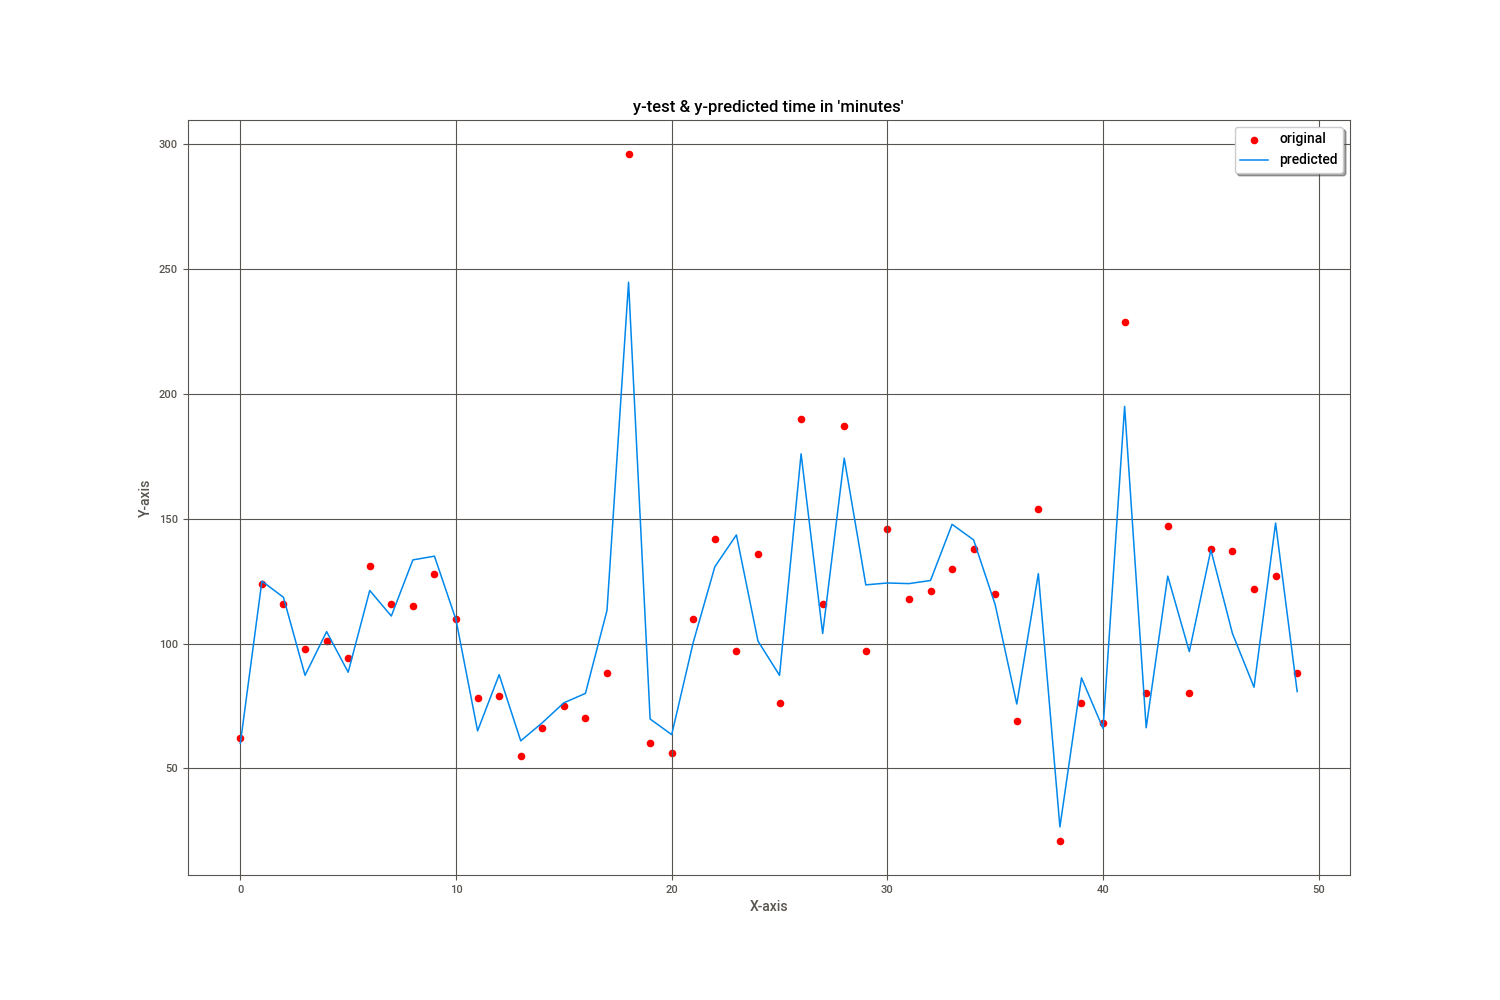 y-test & y-predicted time in 'minutes'
original
predicted
300
250
200
150
100
50
Y-axis
0 10 20 30 40 50
X-axis